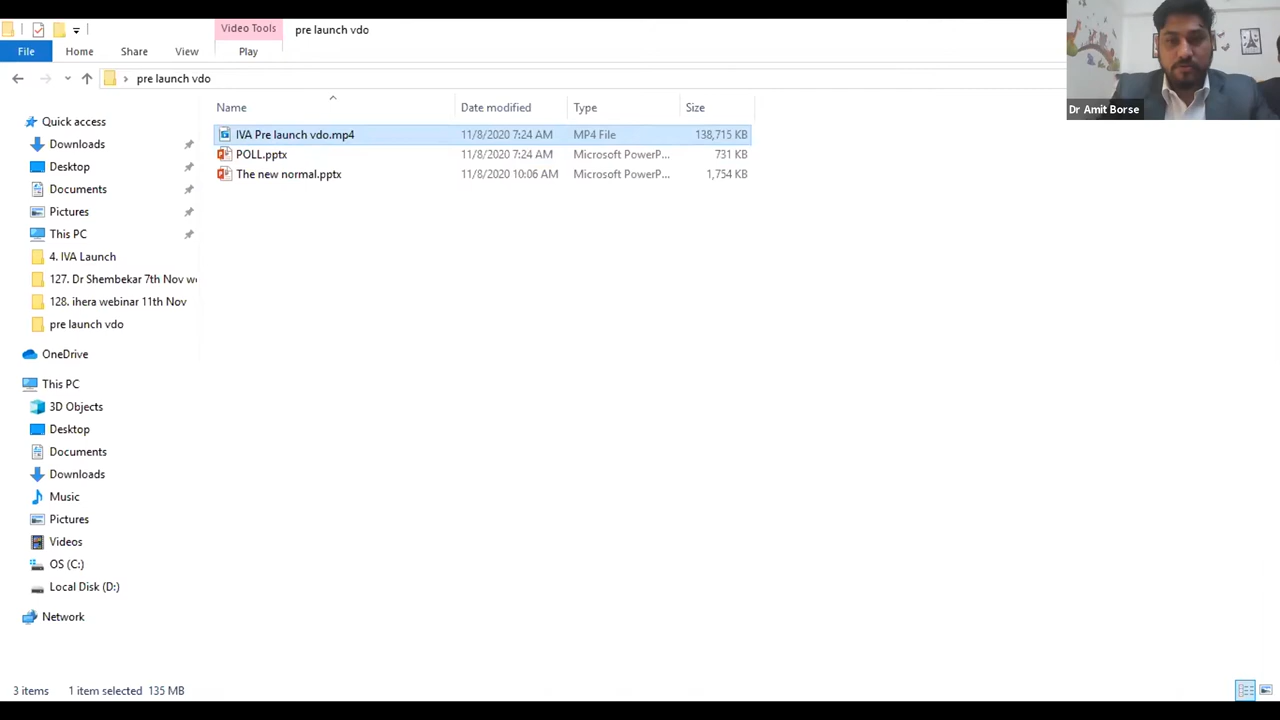 Video Tools
pre launch vdo
File
Home
Share
View
Play
pre launch vdo
Dr Amit Borse
Name
Date modified
Type
Size
Quick access
Downloads
Desktop
Documents
Pictures
This PC
4. IVA Launch
127. Dr Shembekar 7th Nov w
128. ihera webinar 11th Nov
pre launch vdo
OneDrive
This PC
3D Objects
Desktop
Documents
Downloads
Music
Pictures
Videos
OS (C:)
Local Disk (D:)
Network
IVA Pre launch vdo.mp4 11/8/2020 7:24 AM MP4 File 138,715 KB
POLL.pptx 11/8/2020 7:24 AM Microsoft PowerP... 731 KB
The new normal.pptx 11/8/2020 10:06 AM Microsoft PowerP... 1,754 KB
3 items 1 item selected 135 MB